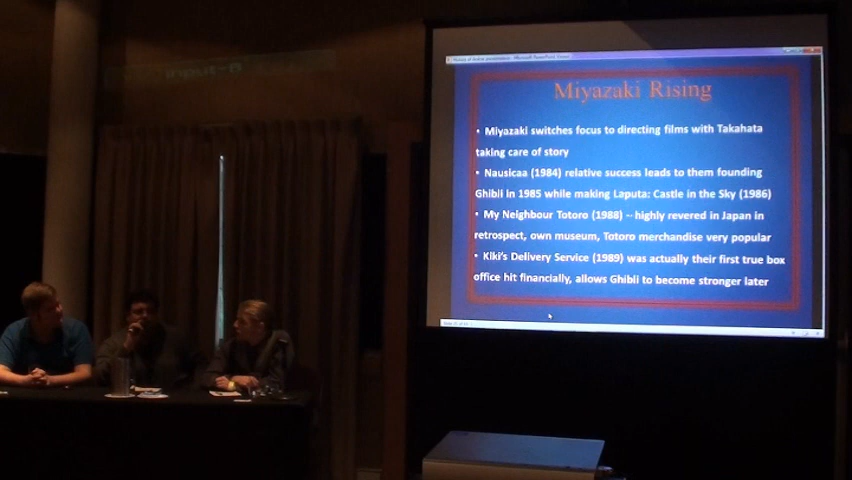 Miyazaki Rising
• Miyazaki switches focus to directing films with Takahata
taking care of story
• Nausicaa (1984) relative success leads to them founding
Ghibli in 1985 while making Laputa: Castle in the Sky (1986)
• My Neighbour Totoro (1988) – highly revered in Japan in
retrospect, own museum, Totoro merchandise very popular
• Kiki's Delivery Service (1989) was actually their first true box
office hit financially, allows Ghibli to become stronger later